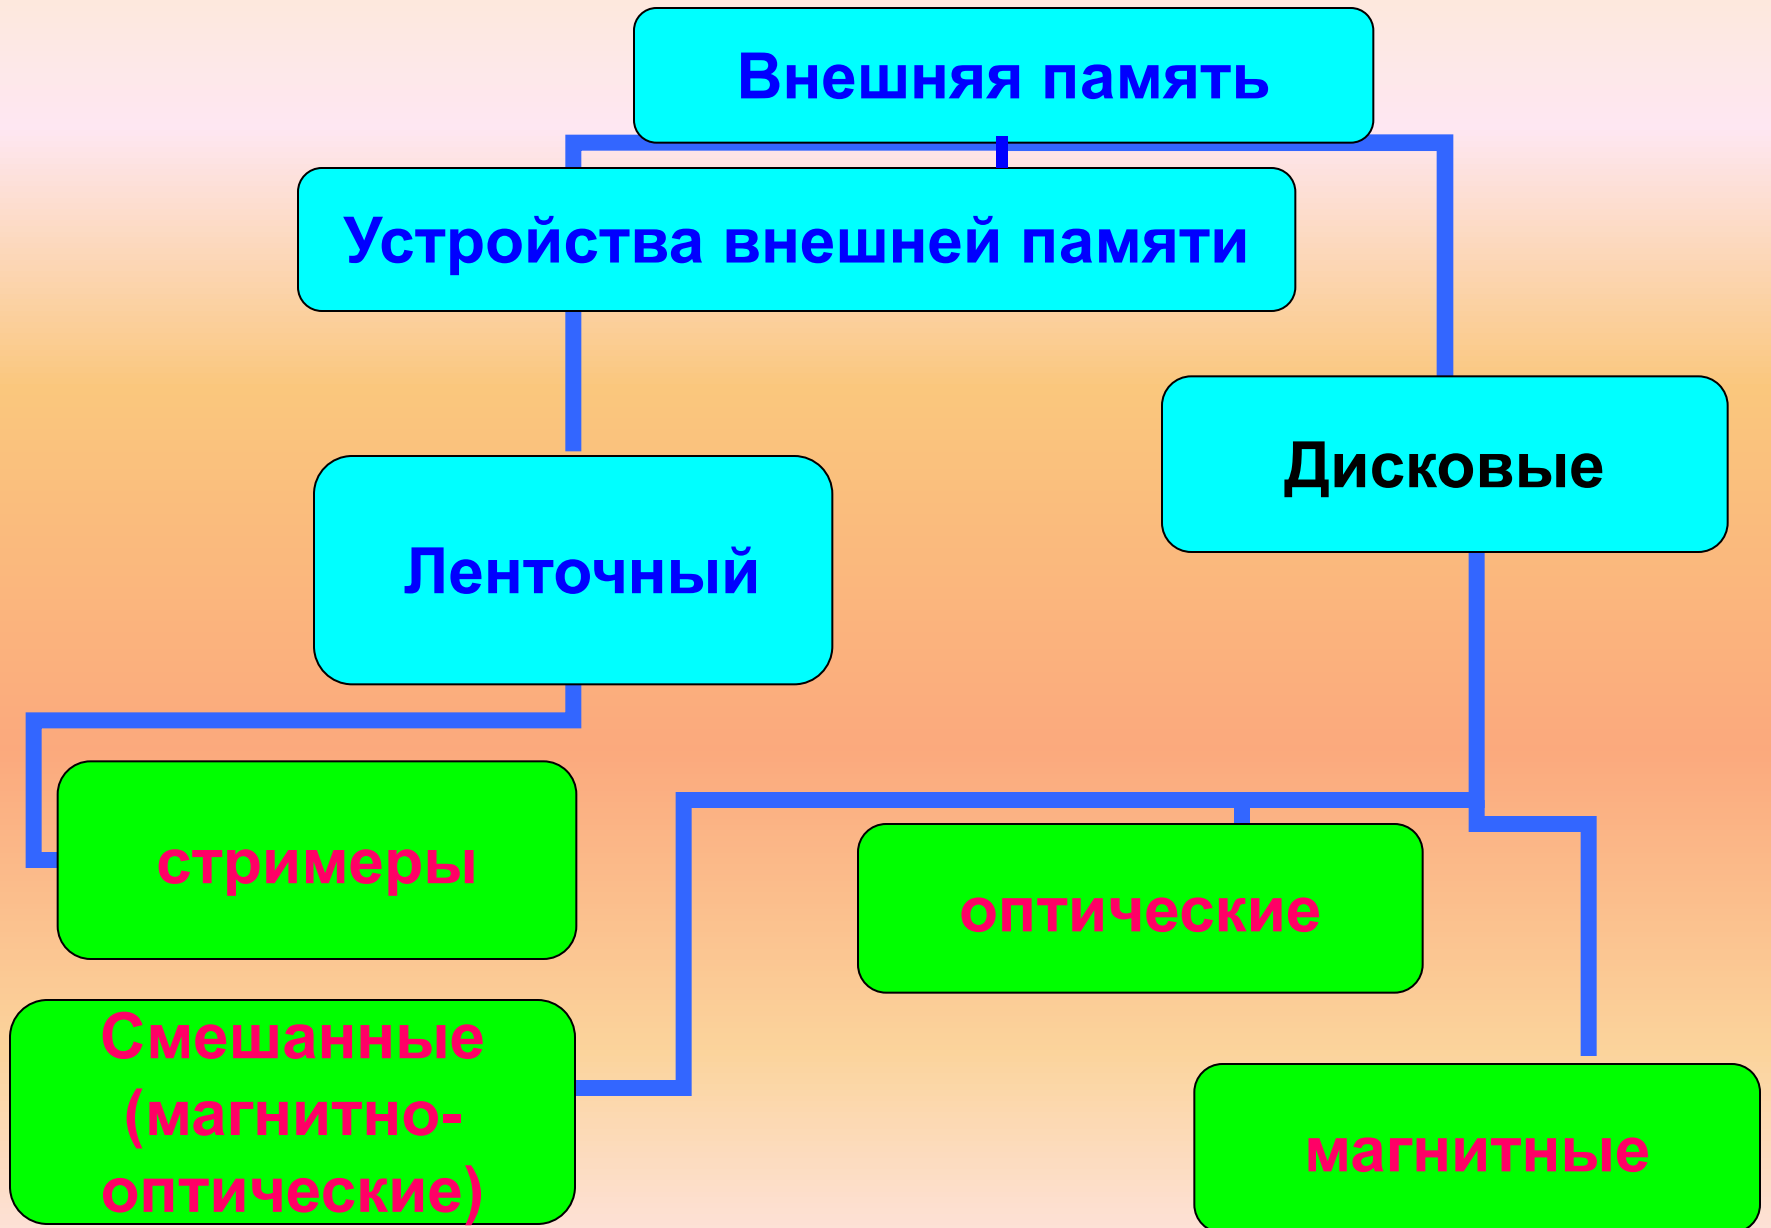 Внешняя память
Устройства внешней памяти
Дисковые
Ленточный
стримеры
оптические
Смешанные
(магнитно-
оптические)
магнитные